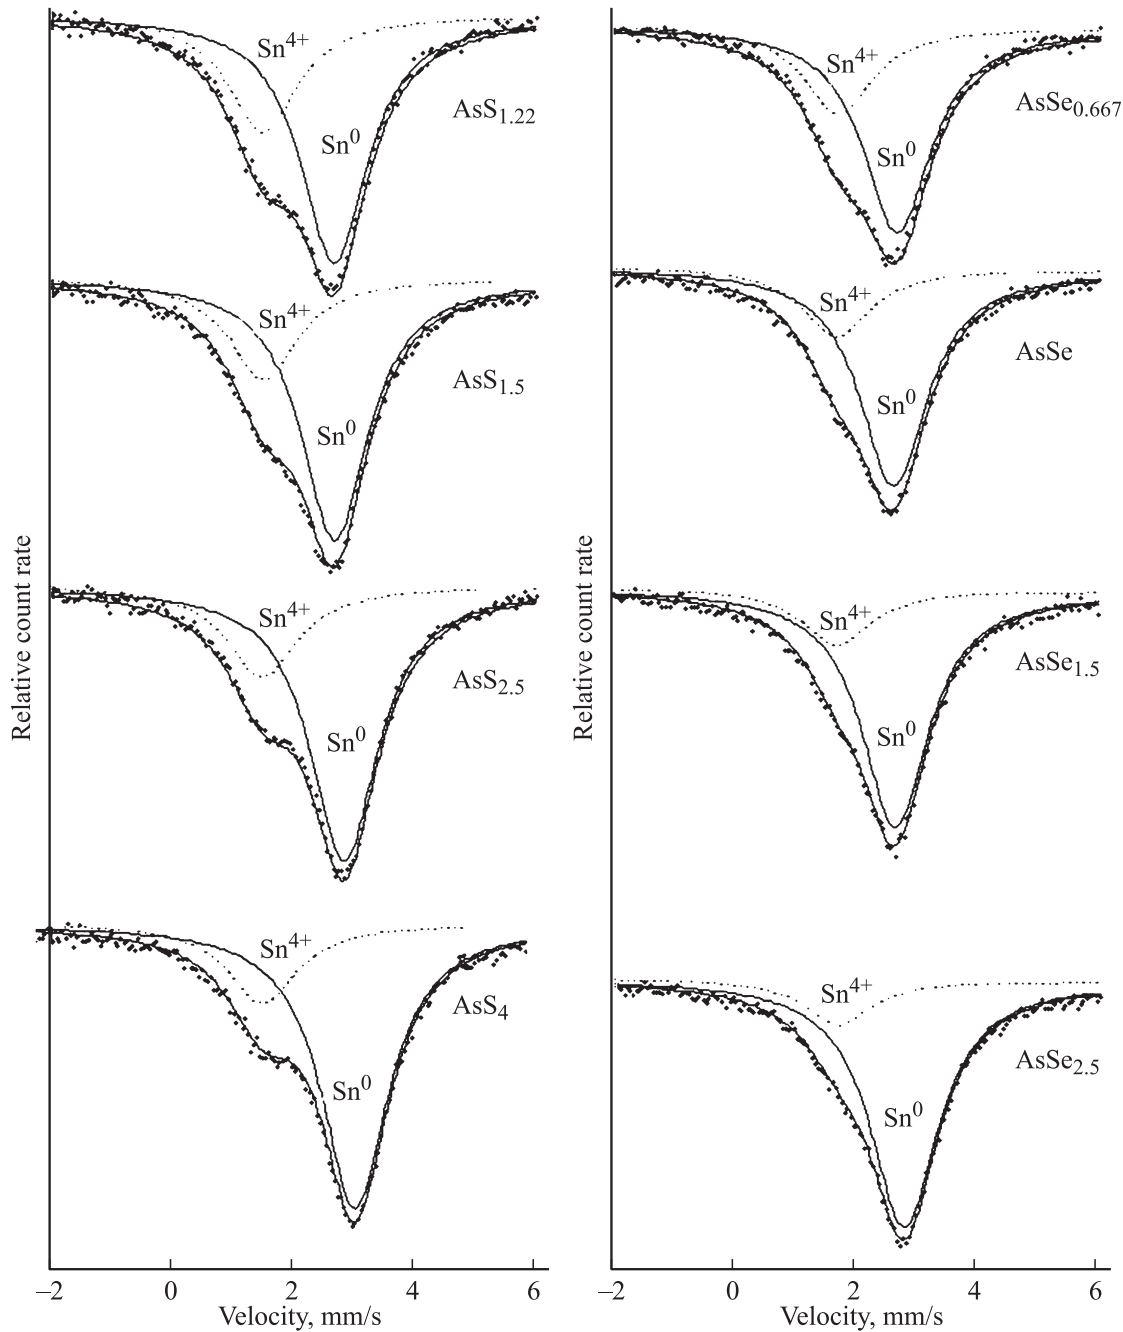 Sn4+
AsS1.22
Sn0
Sn4+
AsS1.5
Sn0
Sn4+
AsS2.5
Sn0
Sn4+
AsS4
Sn0
Relative count rate
–2 0 2 4 6
Velocity, mm/s
Sn4+
AsSe0.667
Sn0
Sn4+
AsSe
Sn0
Sn4+
AsSe1.5
Sn0
Sn4+
AsSe2.5
Sn0
Relative count rate
–2 0 2 4 6
Velocity, mm/s